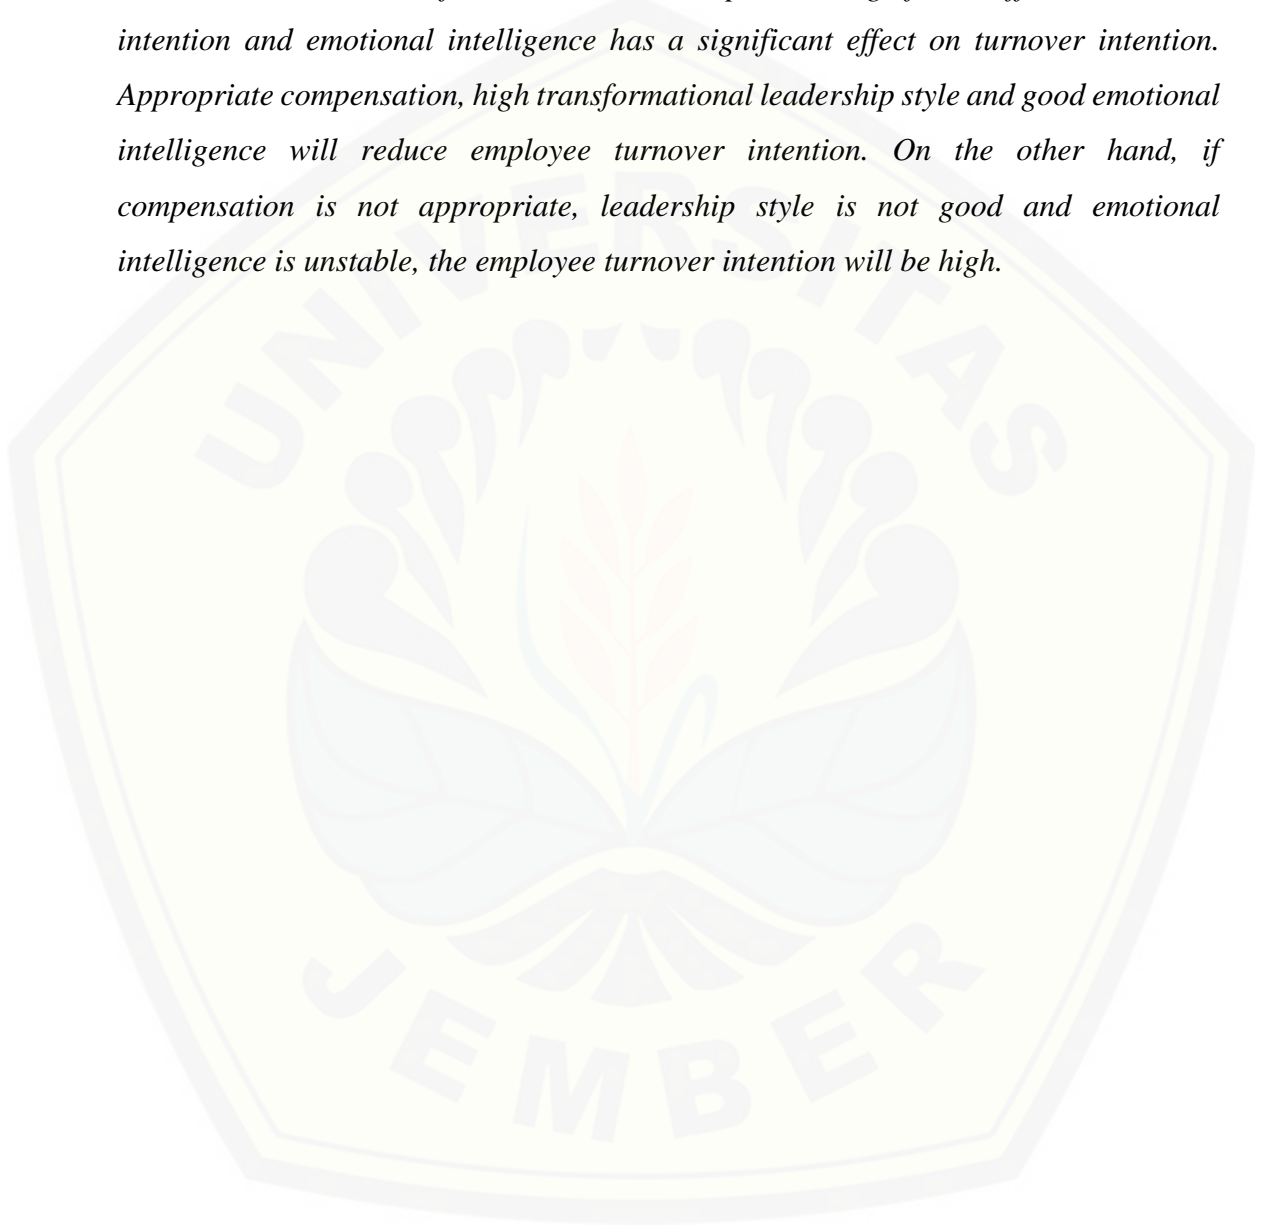 intention and emotional intelligence has a significant effect on turnover intention.
Appropriate compensation, high transformational leadership style and good emotional
intelligence will reduce employee turnover intention. On the other hand, if
compensation is not appropriate, leadership style is not good and emotional
intelligence is unstable, the employee turnover intention will be high.
UNIVERSITAS
JEMBER